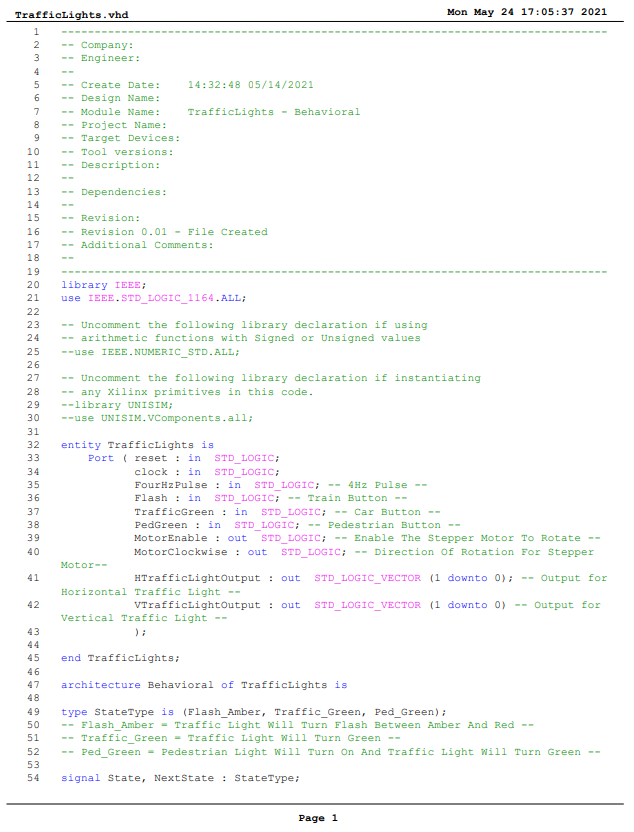 TrafficLights.vhd
Mon May 24 17:05:37 2021
1 ----------------------------------------------------------------------------------
2 -- Company:
3 -- Engineer:
4 --
5 -- Create Date:    14:32:48 05/14/2021
6 -- Design Name:
7 -- Module Name:    TrafficLights - Behavioral
8 -- Project Name:
9 -- Target Devices:
10 -- Tool versions:
11 -- Description:
12 --
13 -- Dependencies:
14 --
15 -- Revision:
16 -- Revision 0.01 - File Created
17 -- Additional Comments:
18 --
19 ----------------------------------------------------------------------------------
20 library IEEE;
21 use IEEE.STD_LOGIC_1164.ALL;
22
23 -- Uncomment the following library declaration if using
24 -- arithmetic functions with Signed or Unsigned values
25 --use IEEE.NUMERIC_STD.ALL;
26
27 -- Uncomment the following library declaration if instantiating
28 -- any Xilinx primitives in this code.
29 --library UNISIM;
30 --use UNISIM.VComponents.all;
31
32 entity TrafficLights is
33     Port ( reset : in  STD_LOGIC;
34            clock : in  STD_LOGIC;
35            FourHzPulse : in  STD_LOGIC; -- 4Hz Pulse --
36            Flash : in  STD_LOGIC; -- Train Button --
37            TrafficGreen : in  STD_LOGIC; -- Car Button --
38            PedGreen : in  STD_LOGIC; -- Pedestrian Button --
39            MotorEnable : out  STD_LOGIC; -- Enable The Stepper Motor To Rotate --
40            MotorClockwise : out  STD_LOGIC; -- Direction Of Rotation For Stepper
Motor--
41            HTrafficLightOutput : out  STD_LOGIC_VECTOR (1 downto 0); -- Output for
Horizontal Traffic Light --
42            VTrafficLightOutput : out  STD_LOGIC_VECTOR (1 downto 0) -- Output for
Vertical Traffic Light --
43            );
44
45 end TrafficLights;
46
47 architecture Behavioral of TrafficLights is
48
49 type StateType is (Flash_Amber, Traffic_Green, Ped_Green);
50 -- Flash_Amber = Traffic Light Will Turn Flash Between Amber And Red --
51 -- Traffic_Green = Traffic Light Will Turn Green --
52 -- Ped_Green = Pedestrian Light Will Turn On And Traffic Light Will Turn Green --
53
54 signal State, NextState : StateType;
Page 1